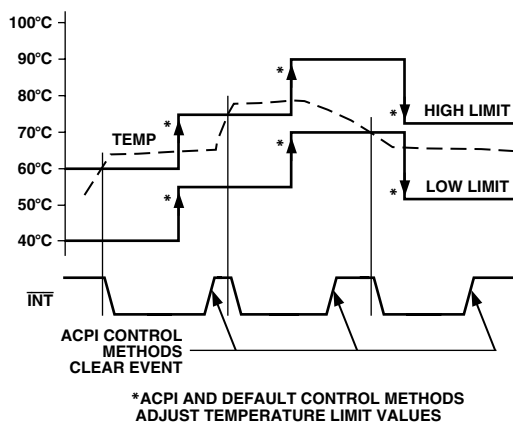 100°C
90°C
80°C
70°C
60°C
50°C
40°C
TEMP
*
*
*
*
*
*
HIGH LIMIT
LOW LIMIT
INT
ACPI CONTROL
METHODS
CLEAR EVENT
*ACPI AND DEFAULT CONTROL METHODS
ADJUST TEMPERATURE LIMIT VALUES